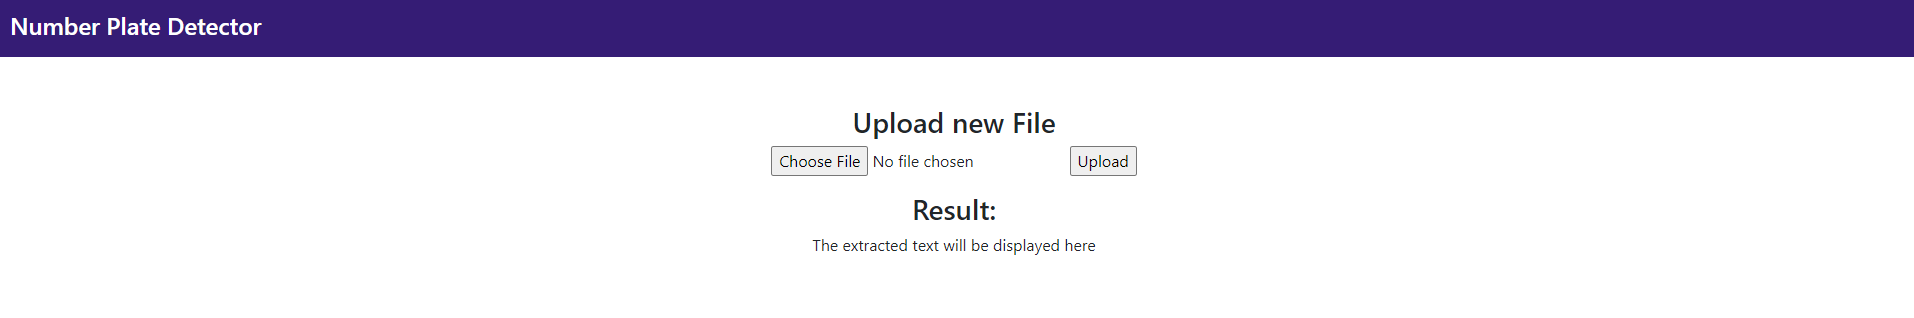 Number Plate Detector
Upload new File
Choose File No file chosen Upload
Result:
The extracted text will be displayed here